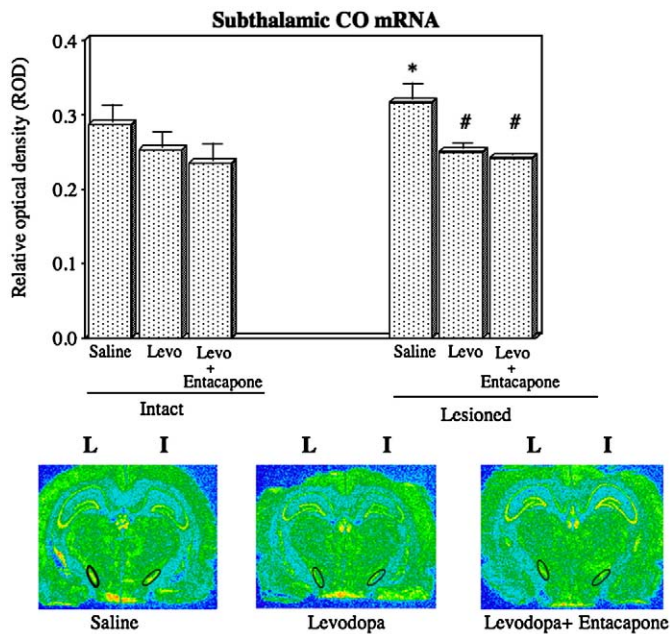 Subthalamic CO mRNA
Relative optical density (ROD)
0.4
0.3
0.2
0.1
0.0
*
#
#
Saline
Levo
Levo
+
Entacapone
Saline
Levo
Levo
+
Entacapone
Intact
Lesioned
L I
L I
L I
Saline
Levodopa
Levodopa+ Entacapone